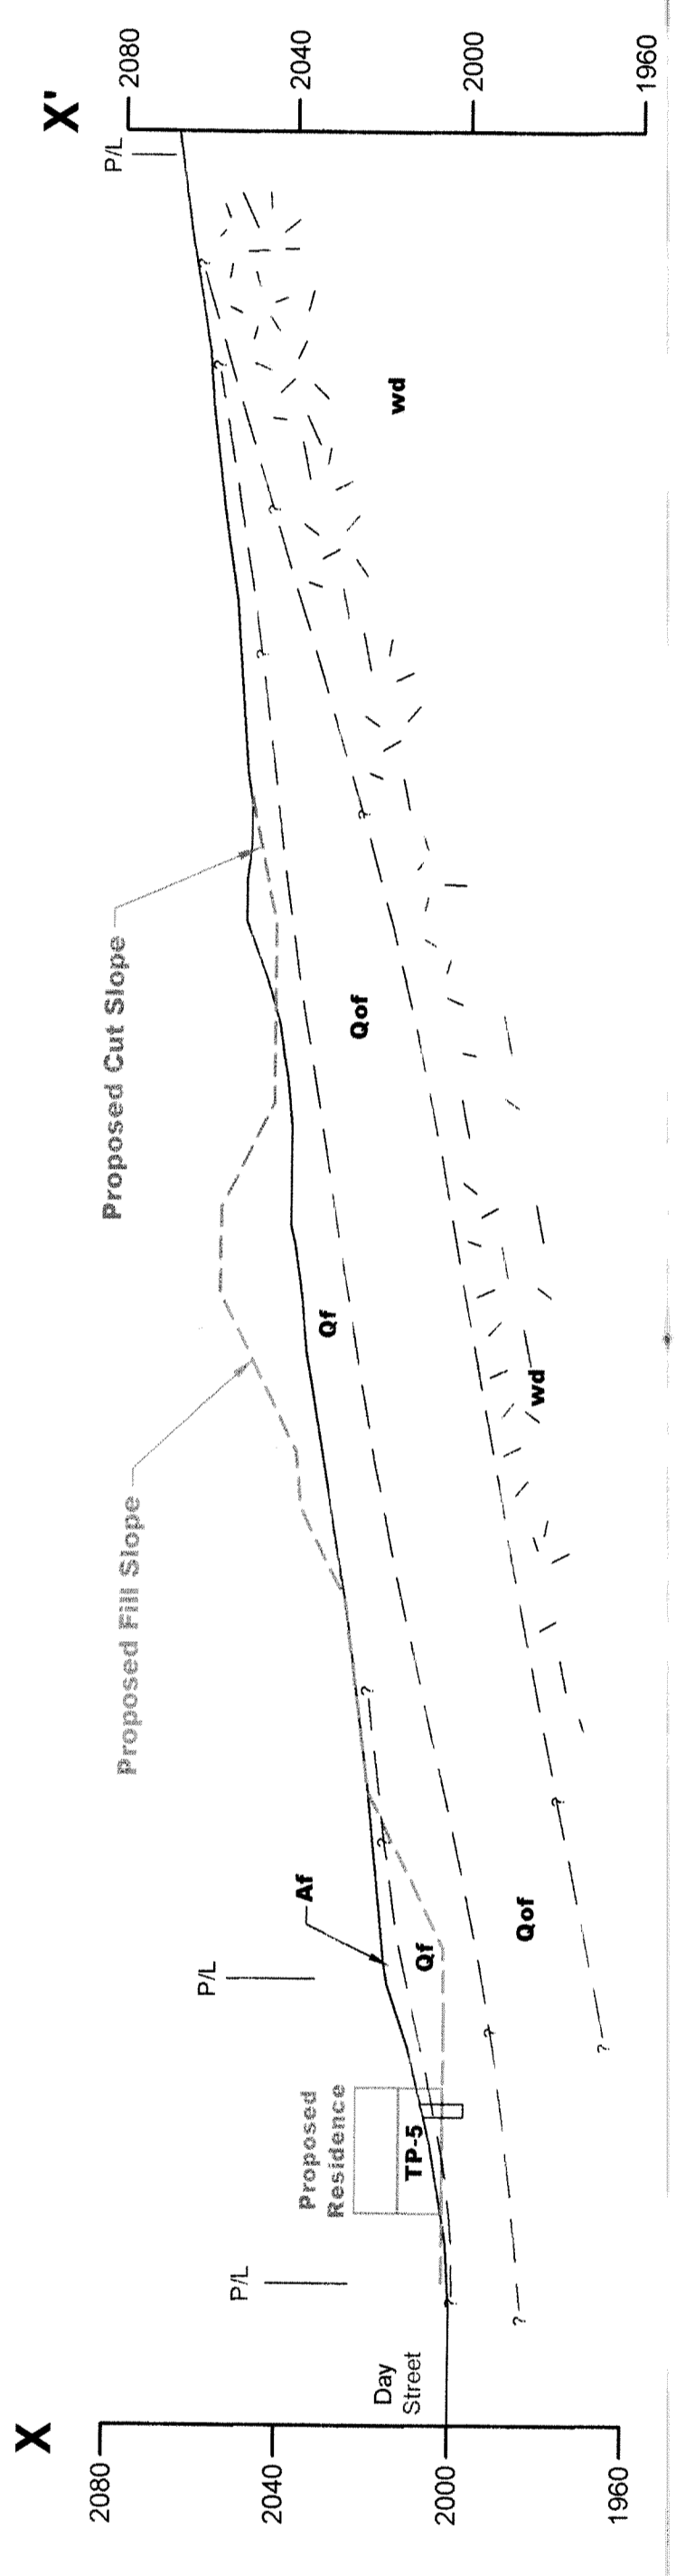 X
X'
2080
2040
2000
1960
2080
2040
2000
1960
Day
Street
P/L
P/L
P/L
Proposed
Residence
TP-5
Af
Qf
Qof
Proposed Fill Slope
Qf
wd
Proposed Cut Slope
Qof
wd
?
?
?
?
?
?
?
?
?
?
?
?